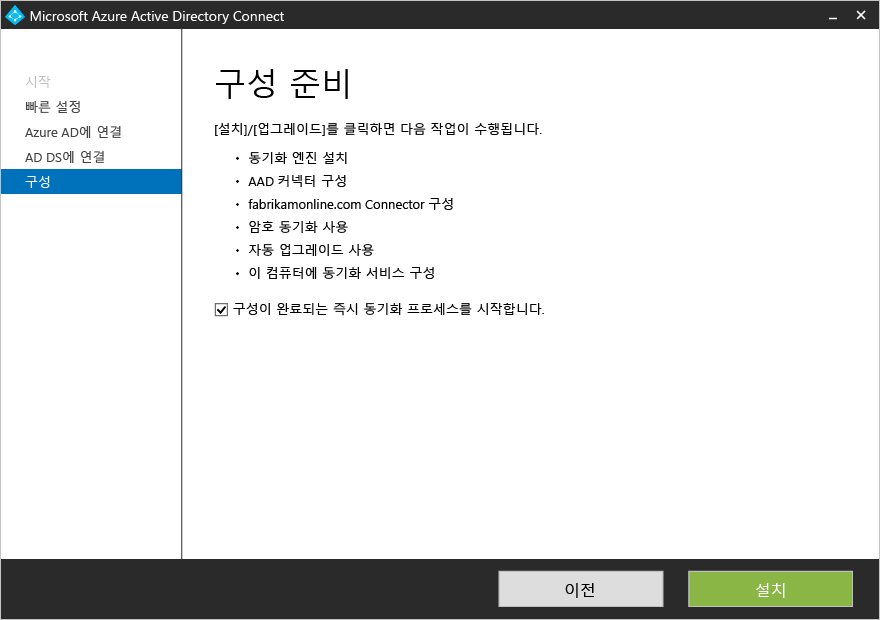 Microsoft Azure Active Directory Connect
시작
빠른 설정
Azure AD에 연결
AD DS에 연결
구성
구성 준비
[설치]/[업그레이드]를 클릭하면 다음 작업이 수행됩니다.
• 동기화 엔진 설치
• AAD 커넥터 구성
• fabrikamonline.com Connector 구성
• 암호 동기화 사용
• 자동 업그레이드 사용
• 이 컴퓨터에 동기화 서비스 구성
구성이 완료되는 즉시 동기화 프로세스를 시작합니다.
이전
설치